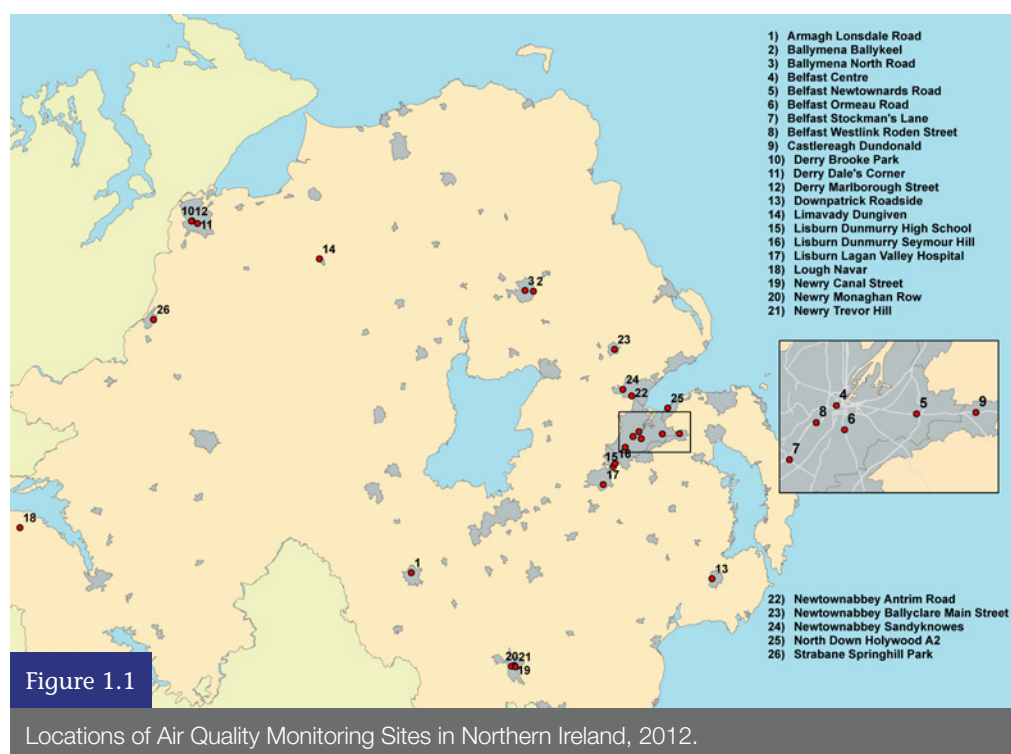 1) Armagh Lonsdale Road
2) Ballymena Ballykeel
3) Ballymena North Road
4) Belfast Centre
5) Belfast Newtownards Road
6) Belfast Ormeau Road
7) Belfast Stockman's Lane
8) Belfast Westlink Roden Street
9) Castlereagh Dundonald
10) Derry Brooke Park
11) Derry Dale's Corner
12) Derry Marlborough Street
13) Downpatrick Roadside
14) Limavady Dungiven
15) Lisburn Dunmurry High School
16) Lisburn Dunmurry Seymour Hill
17) Lisburn Lagan Valley Hospital
18) Lough Navar
19) Newry Canal Street
20) Newry Monaghan Row
21) Newry Trevor Hill
1012
11
14
3 2
26
23
24
22
25
15
16
17
18
1
13
2021
19
4
5
9
8
6
7
22) Newtownabbey Antrim Road
23) Newtownabbey Ballyclare Main Street
24) Newtownabbey Sandyknowes
25) North Down Holywood A2
26) Strabane Springhill Park
Figure 1.1
Locations of Air Quality Monitoring Sites in Northern Ireland, 2012.